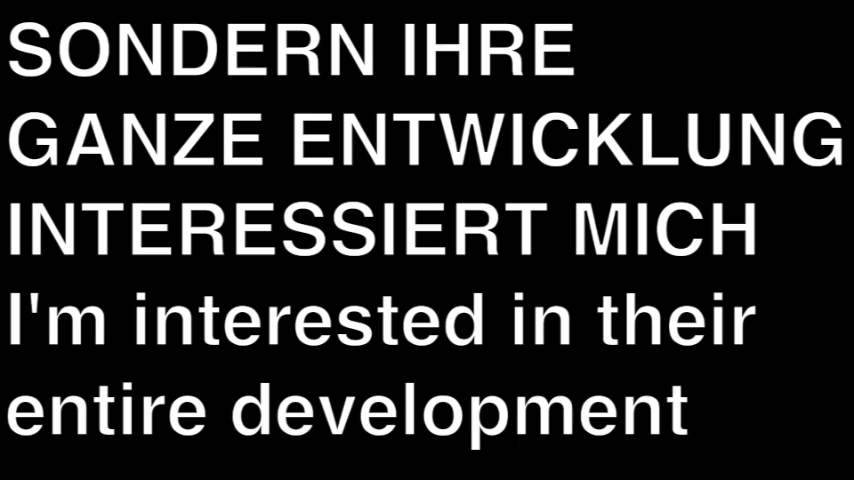 SONDERN IHRE
GANZE ENTWICKLUNG
INTERESSIERT MICH
I'm interested in their
entire development